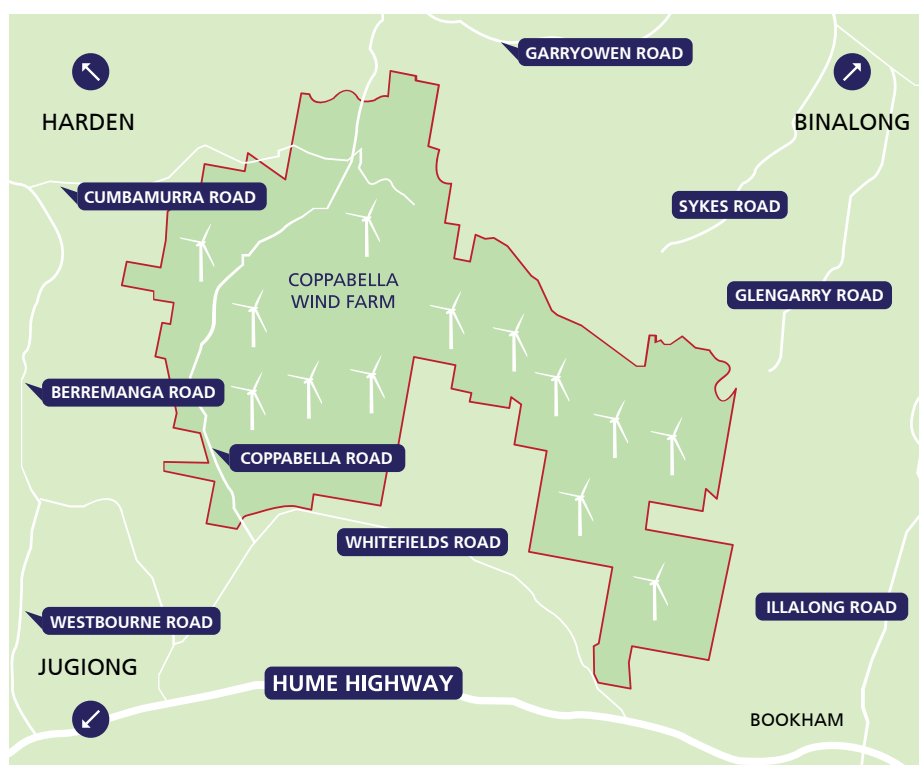 GARRYOWEN ROAD
HARDEN
BINALONG
CUMBAMURRA ROAD
SYKES ROAD
COPPABELLA
WIND FARM
GLENGARRY ROAD
BERREMANGA ROAD
COPPABELLA ROAD
WHITEFIELDS ROAD
ILLALONG ROAD
WESTBOURNE ROAD
JUGIONG
HUME HIGHWAY
BOOKHAM